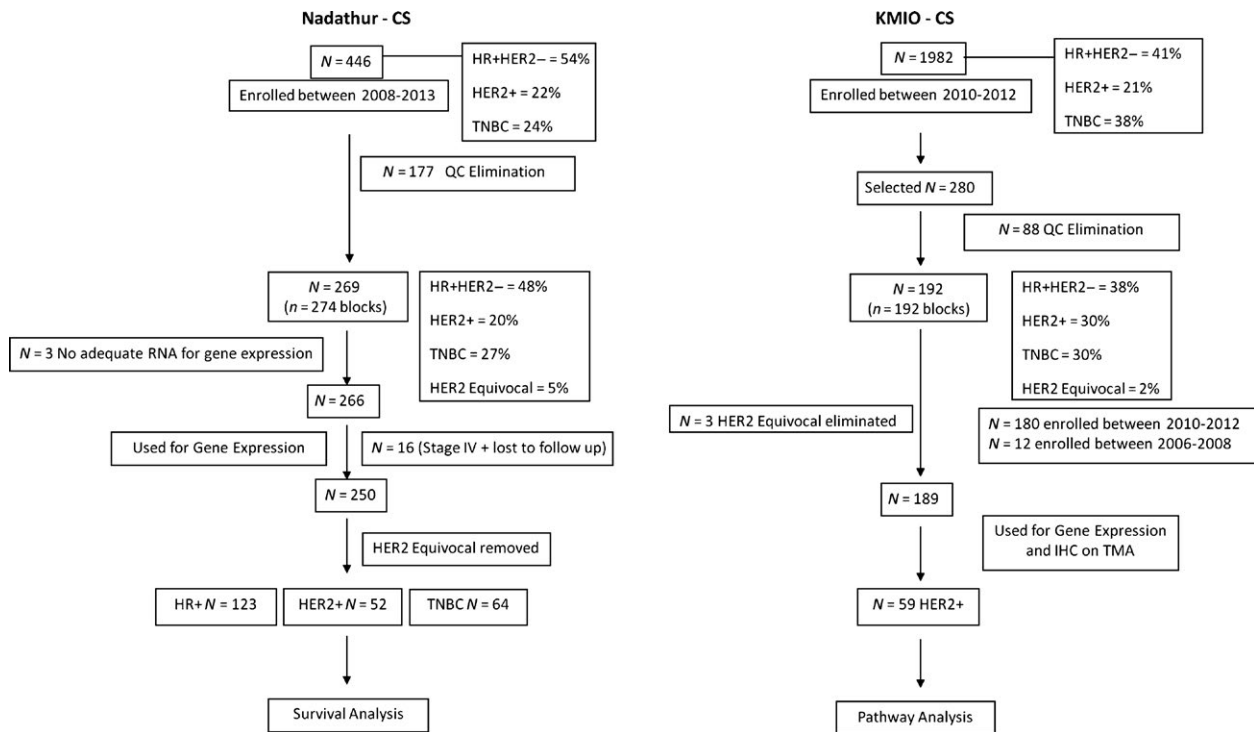 Nadathur - CS
N = 446
HR+HER2– = 54%
HER2+ = 22%
TNBC = 24%
Enrolled between 2008-2013
N = 177 QC Elimination
N = 269
(n = 274 blocks)
HR+HER2– = 48%
HER2+ = 20%
TNBC = 27%
HER2 Equivocal = 5%
N = 3 No adequate RNA for gene expression
N = 266
Used for Gene Expression
N = 16 (Stage IV + lost to follow up)
N = 250
HER2 Equivocal removed
HR+ N = 123
HER2+ N = 52
TNBC N = 64
Survival Analysis
KMIO - CS
N = 1982
HR+HER2– = 41%
HER2+ = 21%
TNBC = 38%
Enrolled between 2010-2012
Selected N = 280
N = 88 QC Elimination
N = 192
(n = 192 blocks)
HR+HER2– = 38%
HER2+ = 30%
TNBC = 30%
HER2 Equivocal = 2%
N = 3 HER2 Equivocal eliminated
N = 180 enrolled between 2010-2012
N = 12 enrolled between 2006-2008
N = 189
Used for Gene Expression
and IHC on TMA
N = 59 HER2+
Pathway Analysis